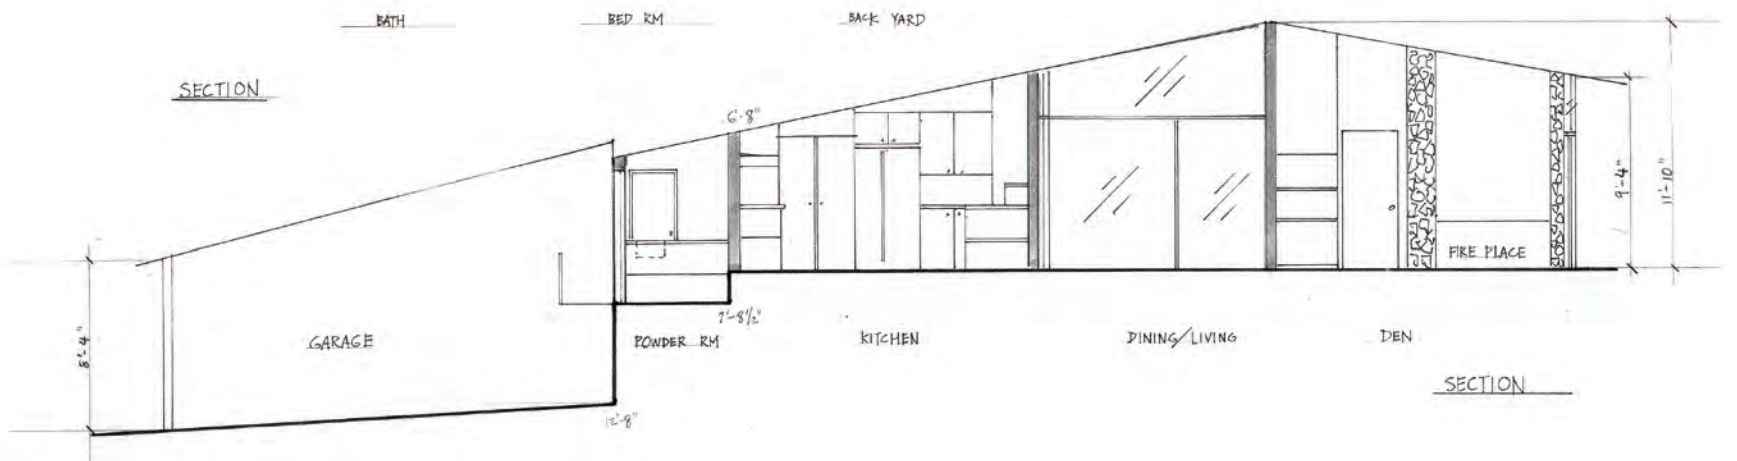 BATH
BED RM
BACK YARD
SECTION
6'-8"
9'-4"
11'-10"
8'-4"
FIRE PLACE
7'-8½"
GARAGE
POWDER RM
KITCHEN
DINING/LIVING
DEN
SECTION
12'-8"